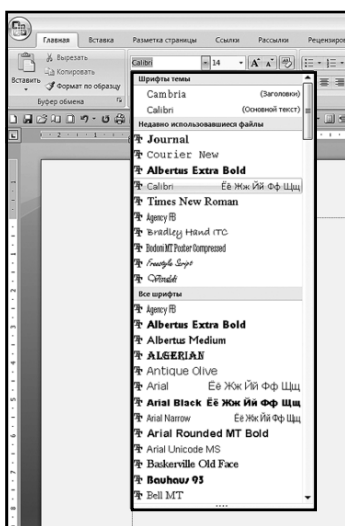 Главная Вставка Разметка страницы Ссылки Рассылки Рецензиров
Вставить
Вырезать
Копировать
Формат по образцу
Буфер обмена
Calibri 14
Шрифты темы
Cambria (Заголовки)
Calibri (Основной текст)
Недавно использовавшиеся файлы
Journal
Courier New
Albertus Extra Bold
Calibri Ёё Жж Йй Фф Щщ
Times New Roman
Agency FB
Bradley Hand ITC
Bodoni MT Poster Compressed
Freestyle Script
Vivaldi
Все шрифты
Agency FB
Albertus Extra Bold
Albertus Medium
ALGERIAN
Antique Olive
Arial Ёё Жж Йй Фф Щщ
Arial Black Ёё Жж Йй Фф Щщ
Arial Narrow Ёё Жж Йй Фф Щщ
Arial Rounded MT Bold
Arial Unicode MS
Baskerville Old Face
Bauhaus 93
Bell MT